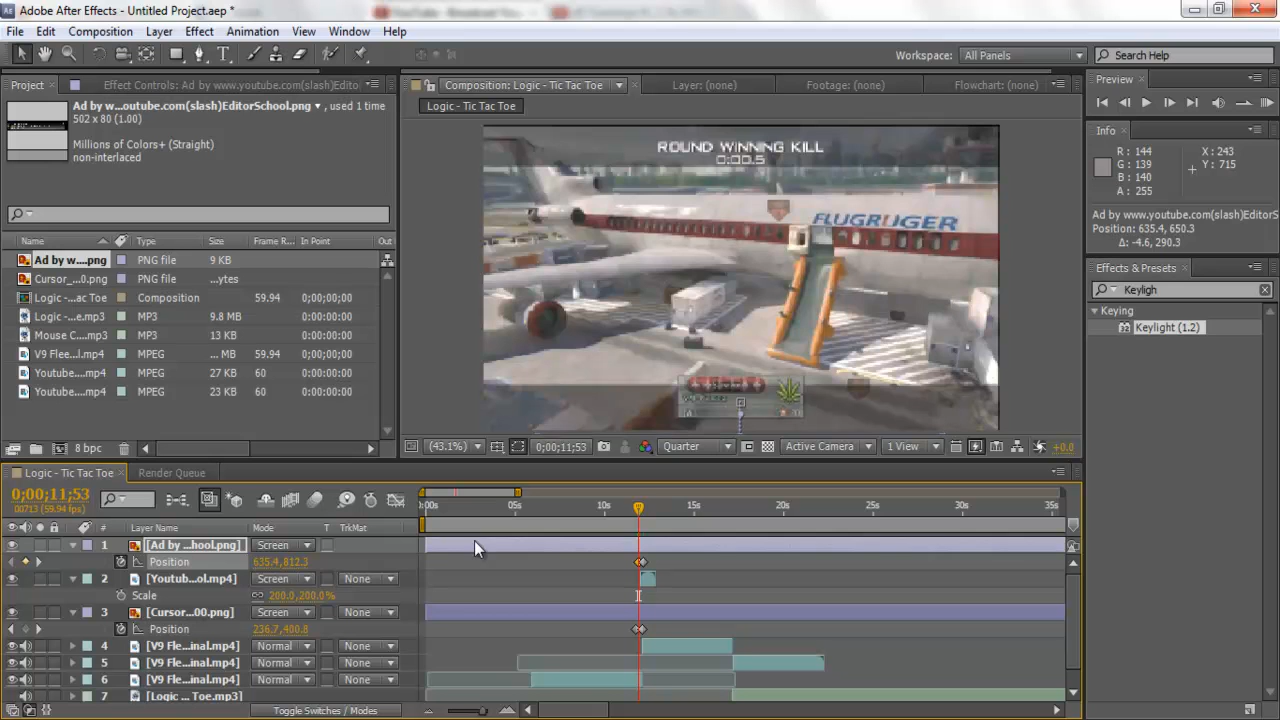 Adobe After Effects - Untitled Project.aep *
File Edit Composition Layer Effect Animation View Window Help
Workspace: All Panels Search Help
Project Effect Controls: Ad by www.youtube.com(slash)Edit
Composition: Logic - Tic Tac Toe Layer: (none) Footage: (none) Flowchart: (none)
Preview
Ad by w...outube.com(slash)EditorSchool.png ▾, used 1 time
502 x 80 (1.00)
Millions of Colors+ (Straight)
non-interlaced
Logic - Tic Tac Toe
Info
R: 144 X: 243
G: 139 Y: 715
B: 140
A: 255
Ad by www.youtube.com(slash)EditorS
Position: 635.4, 650.3
Δ: -4.6, 290.3
Effects & Presets
Keyligh
Keying
Keylight (1.2)
ROUND WINNING KILL
0:00.5
FLUGRUGER
Name Type Size Frame R... In Point Out
Ad by w....png PNG file 9 KB
Cursor_...0.png PNG file ...ytes
Logic -...ac Toe Composition 59.94 0;00;00;00
Logic -...e.mp3 MP3 9.8 MB 0:00:00:00
Mouse C....mp3 MP3 13 KB 0:00:00:00
V9 Flee...l.mp4 MPEG ... MB 59.94 0;00;00;00
Youtube....mp4 MPEG 27 KB 60 0:00:00:00
Youtube....mp4 MPEG 23 KB 60 0:00:00:00
8 bpc
(43.1%) 0;00;11;53 Quarter Active Camera 1 View +0.0
Logic - Tic Tac Toe Render Queue
0;00;11;53
00713 (59.94 fps)
:00s 05s 10s 15s 20s 25s 30s 35s
# Layer Name Mode T TrkMat
1 [Ad by ...hool.png] Screen
Position 635.4,812.3
2 [Youtub...ol.mp4] Screen None
Scale 200.0,200.0%
3 [Cursor...00.png] Screen None
Position 236.7,400.8
4 [V9 Fle...inal.mp4] Normal None
5 [V9 Fle...inal.mp4] Normal None
6 [V9 Fle...inal.mp4] Normal None
7 [Logic ... Toe.mp3]
Toggle Switches / Modes